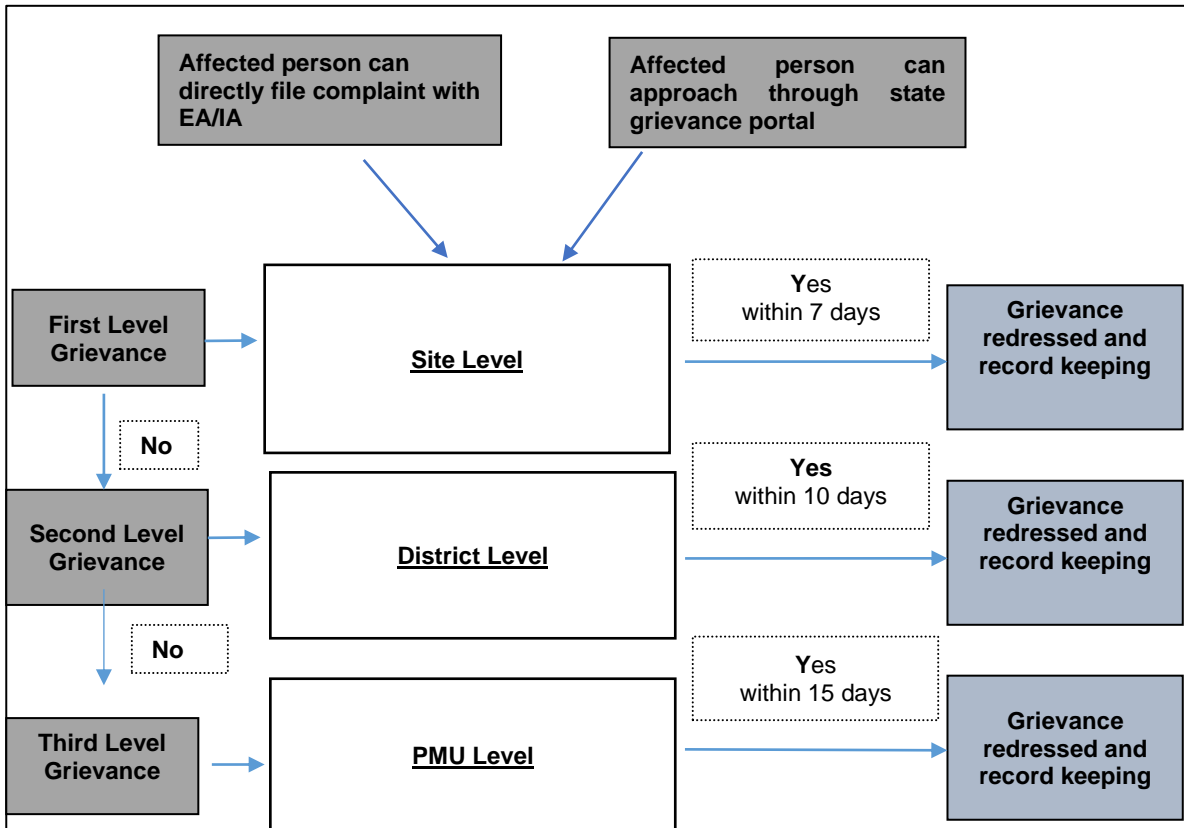 Affected person can
directly file complaint with
EA/IA
Affected person can
approach through state
grievance portal
First Level
Grievance
Site Level
Yes
within 7 days
Grievance
redressed and
record keeping
No
Second Level
Grievance
District Level
Yes
within 10 days
Grievance
redressed and
record keeping
No
Third Level
Grievance
PMU Level
Yes
within 15 days
Grievance
redressed and
record keeping